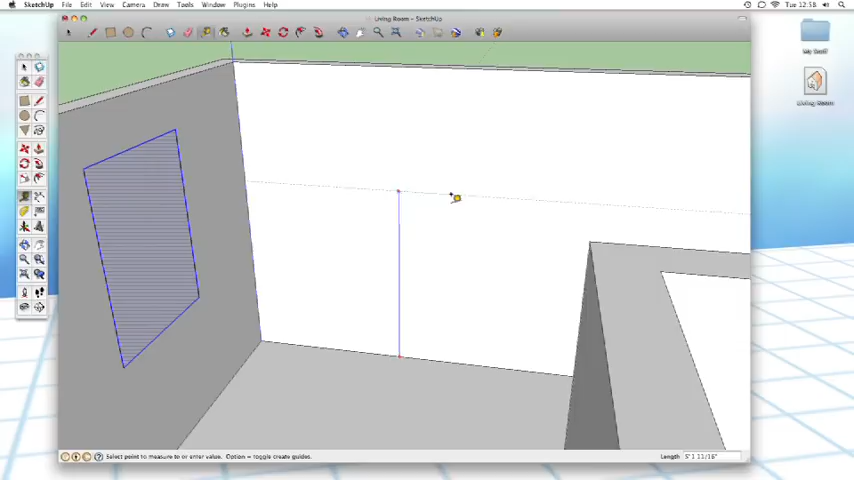 SketchUp File Edit View Camera Draw Tools Window Plugins Help
Tue 12:58
Living Room - SketchUp
My Stuff
Living Room
Select point to measure to or enter value. Option = toggle create guides.
Length 5' 1 11/16"